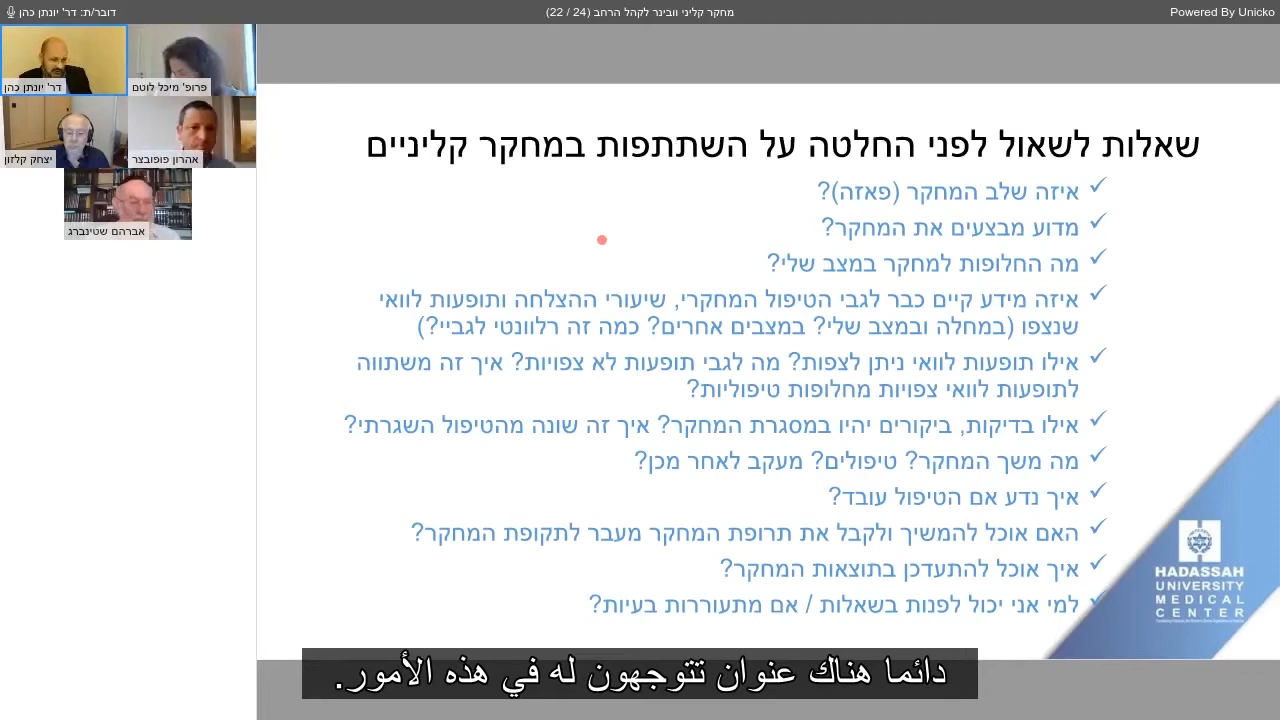 דובר/ת: דר' יונתן כהן
מחקר קליני וובינר לקהל הרחב (24 / 22)
Powered By Unicko
דר' יונתן כהן
פרופ' מיכל לוטם
יצחק קלזון
אהרון פופובצר
אברהם שטינברג
שאלות לשאול לפני החלטה על השתתפות במחקר קליניים
איזה שלב המחקר (פאזה)?
מדוע מבצעים את המחקר?
מה החלופות למחקר במצב שלי?
איזה מידע קיים כבר לגבי הטיפול המחקרי, שיעורי ההצלחה ותופעות לוואי
שנצפו (במחלה ובמצב שלי? במצבים אחרים? כמה זה רלוונטי לגביי?)
אילו תופעות לוואי ניתן לצפות? מה לגבי תופעות לא צפויות? איך זה משתווה
לתופעות לוואי צפויות מחלופות טיפוליות?
אילו בדיקות, ביקורים יהיו במסגרת המחקר? איך זה שונה מהטיפול השגרתי?
מה משך המחקר? טיפולים? מעקב לאחר מכן?
איך נדע אם הטיפול עובד?
האם אוכל להמשיך ולקבל את תרופת המחקר מעבר לתקופת המחקר?
איך אוכל להתעדכן בתוצאות המחקר?
למי אני יכול לפנות בשאלות / אם מתעוררות בעיות?
HADASSAH
UNIVERSITY
MEDICAL
CENTER
دائما هناك عنوان تتوجهون له في هذه الأمور.